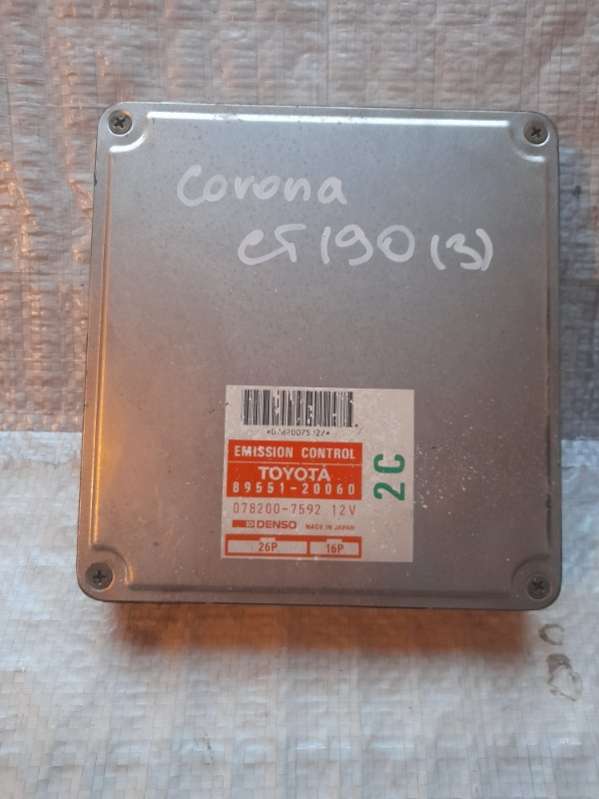 Corona
CT190 (3)
EMISSION CONTROL
TOYOTA
89551-20060
078200-7592 12V
DENSO MADE IN JAPAN
26P 16P
2C